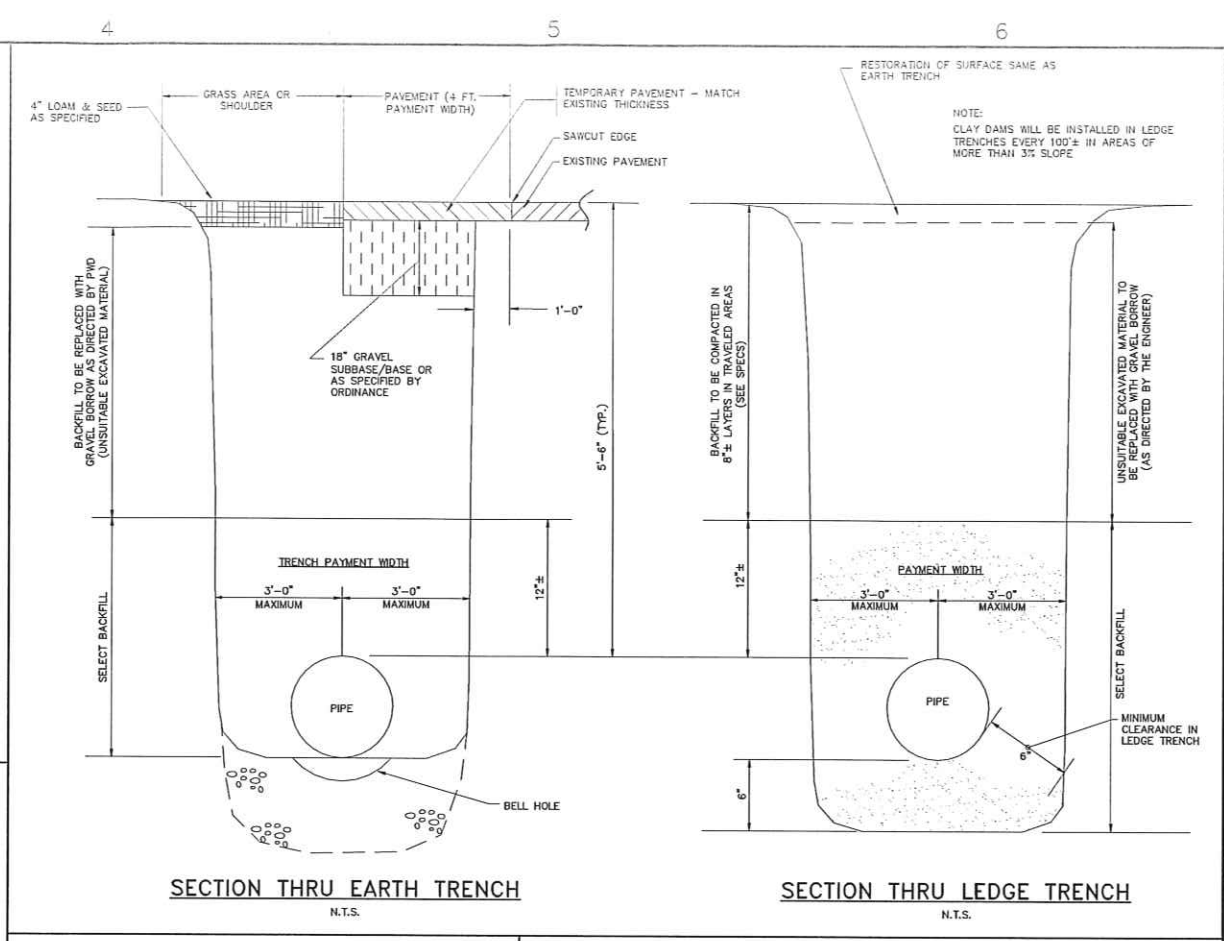 4
5
6
4" LOAM & SEED
AS SPECIFIED
GRASS AREA OR
SHOULDER
PAVEMENT (4 FT.
PAYMENT WIDTH)
TEMPORARY PAVEMENT - MATCH
EXISTING THICKNESS
SAWCUT EDGE
EXISTING PAVEMENT
BACKFILL TO BE REPLACED WITH
GRAVEL BORROW AS DIRECTED BY PWD
(UNSUITABLE EXCAVATED MATERIAL)
1'-0"
18" GRAVEL
SUBBASE/BASE OR
AS SPECIFIED BY
ORDINANCE
5'-6" (TYP.)
SELECT BACKFILL
TRENCH PAYMENT WIDTH
3'-0"
MAXIMUM
3'-0"
MAXIMUM
12"±
PIPE
BELL HOLE
SECTION THRU EARTH TRENCH
N.T.S.
RESTORATION OF SURFACE SAME AS
EARTH TRENCH
NOTE:
CLAY DAMS WILL BE INSTALLED IN LEDGE
TRENCHES EVERY 100'± IN AREAS OF
MORE THAN 3% SLOPE
BACKFILL TO BE COMPACTED IN
8"± LAYERS IN TRAVELED AREAS
(SEE SPECS)
UNSUITABLE EXCAVATED MATERIAL TO
BE REPLACED WITH GRAVEL BORROW
(AS DIRECTED BY THE ENGINEER)
12"±
PAYMENT WIDTH
3'-0"
MAXIMUM
3'-0"
MAXIMUM
SELECT BACKFILL
PIPE
MINIMUM
CLEARANCE IN
LEDGE TRENCH
6"
6"
SECTION THRU LEDGE TRENCH
N.T.S.